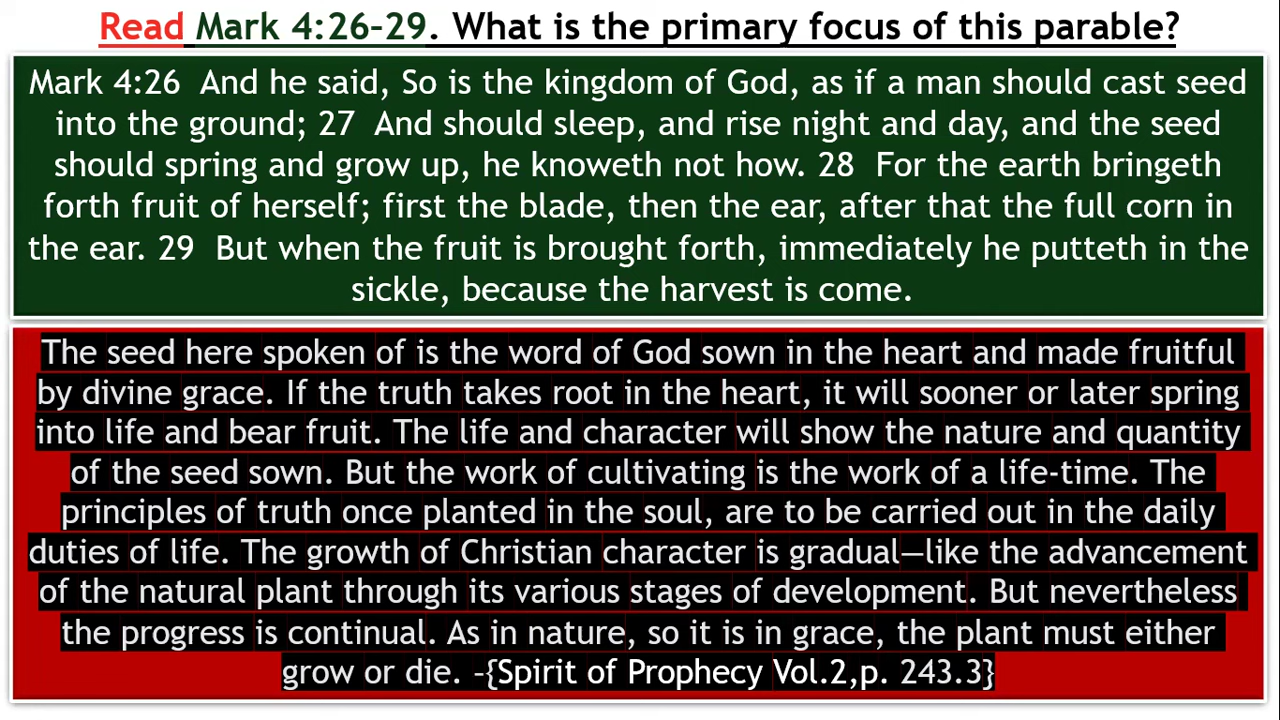 Read Mark 4:26-29. What is the primary focus of this parable?
Mark 4:26 And he said, So is the kingdom of God, as if a man should cast seed
into the ground; 27 And should sleep, and rise night and day, and the seed
should spring and grow up, he knoweth not how. 28 For the earth bringeth
forth fruit of herself; first the blade, then the ear, after that the full corn in
the ear. 29 But when the fruit is brought forth, immediately he putteth in the
sickle, because the harvest is come.
The seed here spoken of is the word of God sown in the heart and made fruitful
by divine grace. If the truth takes root in the heart, it will sooner or later spring
into life and bear fruit. The life and character will show the nature and quantity
of the seed sown. But the work of cultivating is the work of a life-time. The
principles of truth once planted in the soul, are to be carried out in the daily
duties of life. The growth of Christian character is gradual—like the advancement
of the natural plant through its various stages of development. But nevertheless
the progress is continual. As in nature, so it is in grace, the plant must either
grow or die. -{Spirit of Prophecy Vol.2,p. 243.3}